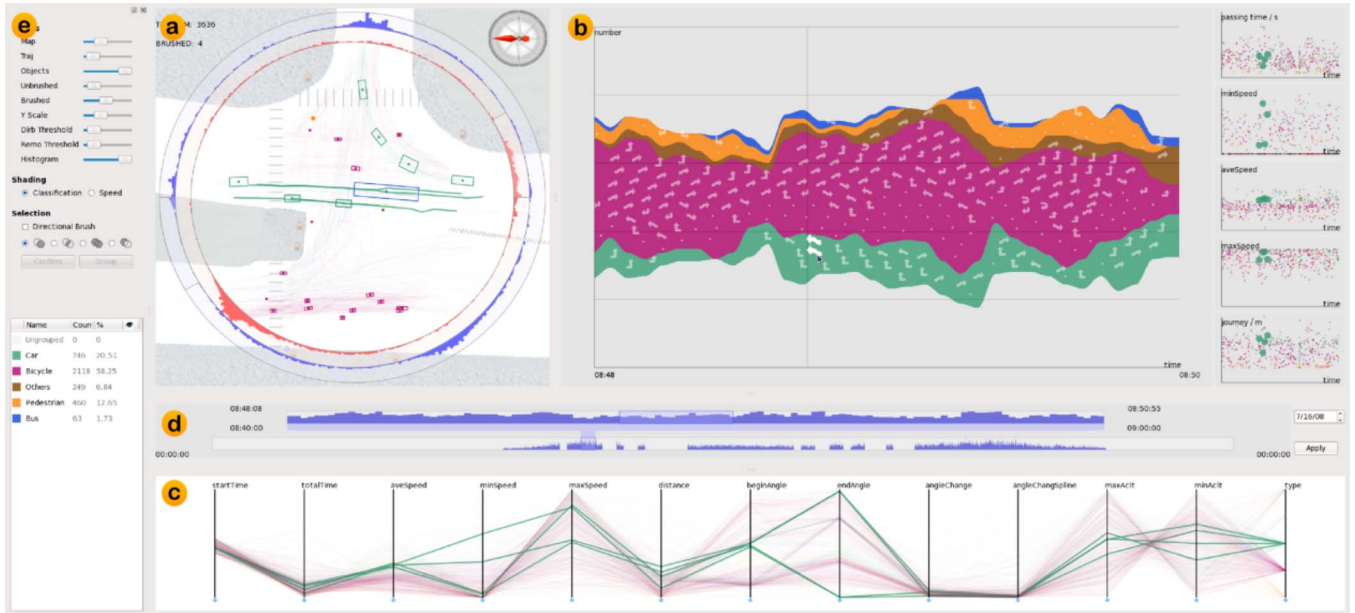 e
Map
Traj
Objects
Unbrushed
Brushed
Y Scale
Dirb Threshold
Remo Threshold
Histogram
Shading
Classification
Speed
Selection
Directional Brush
Confirm
Group
Name Coun %
Ungrouped 0 0
Car 746 20.51
Bicycle 2118 58.25
Others 249 6.84
Pedestrian 460 12.65
Bus 63 1.73
a
3636
BRUSHED: 4
b
number
time
08:48
08:50
passing time / s
time
minSpeed
time
aveSpeed
time
maxSpeed
time
journey / m
time
d
08:48:08
08:50:55
08:40:00
09:00:00
00:00:00
00:00:00
7/16/08
Apply
c
startTime totalTime aveSpeed minSpeed maxSpeed distance beginAngle endAngle angleChange angleChangSpline maxAclt minAclt type